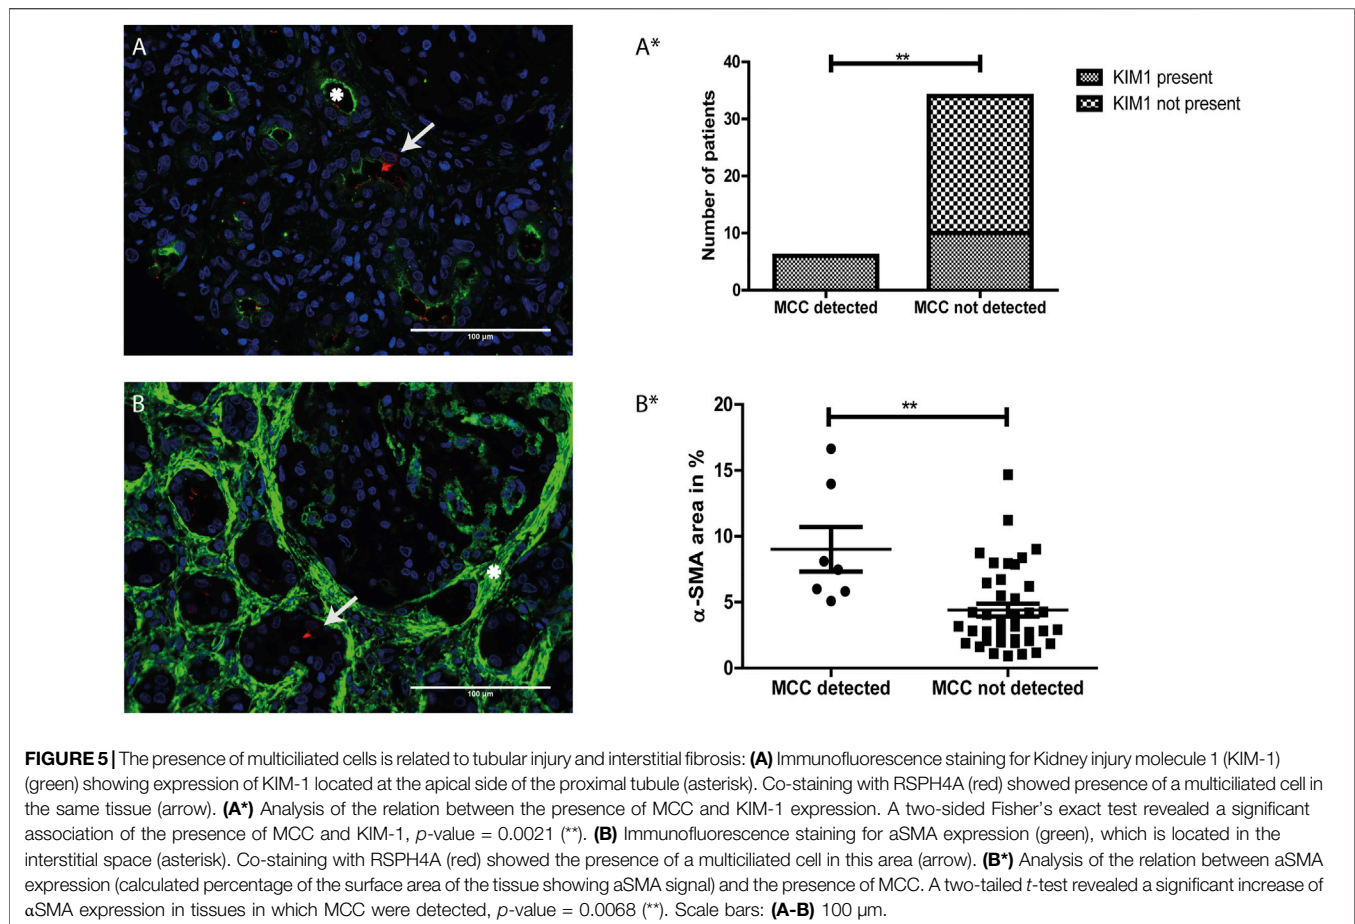 A
100 µm
A*
**
40
30
20
10
0
Number of patients
MCC detected
MCC not detected
KIM1 present
KIM1 not present
B
100 µm
B*
**
20
15
10
5
0
α-SMA area in %
MCC detected
MCC not detected
FIGURE 5 | The presence of multiciliated cells is related to tubular injury and interstitial fibrosis: (A) Immunofluorescence staining for Kidney injury molecule 1 (KIM-1)
(green) showing expression of KIM-1 located at the apical side of the proximal tubule (asterisk). Co-staining with RSPH4A (red) showed presence of a multiciliated cell in
the same tissue (arrow). (A*) Analysis of the relation between the presence of MCC and KIM-1 expression. A two-sided Fisher's exact test revealed a significant
association of the presence of MCC and KIM-1, p-value = 0.0021 (**). (B) Immunofluorescence staining for aSMA expression (green), which is located in the
interstitial space (asterisk). Co-staining with RSPH4A (red) showed the presence of a multiciliated cell in this area (arrow). (B*) Analysis of the relation between aSMA
expression (calculated percentage of the surface area of the tissue showing aSMA signal) and the presence of MCC. A two-tailed t-test revealed a significant increase of
αSMA expression in tissues in which MCC were detected, p-value = 0.0068 (**). Scale bars: (A-B) 100 µm.